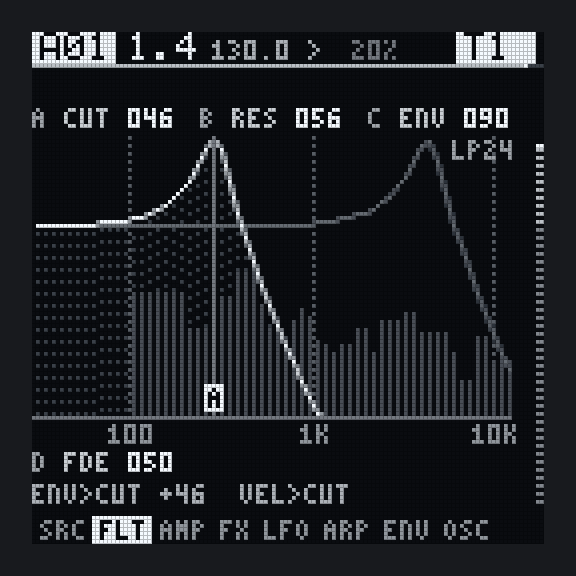 A01 1.4 130.0 > 20% T1
A CUT 046 B RES 056 C ENV 090
LP24
A
100 1K 10K
D FDE 050
ENV>CUT +46 VEL>CUT
SRC FLT AMP FX LFO ARP ENV OSC